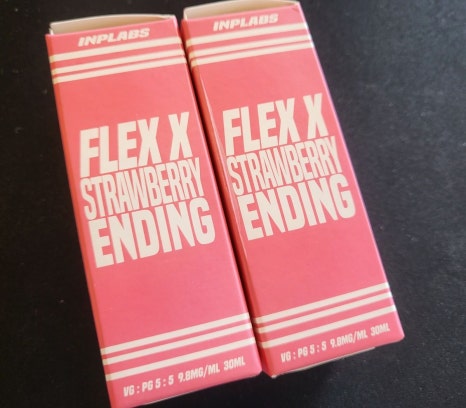 INPLABS
FLEX X
STRAWBERRY
ENDING
VG : PG 5 : 5 9.8MG/ML 30ML
INPLABS
FLEX X
STRAWBERRY
ENDING
VG : PG 5 : 5 9.8MG/ML 30ML